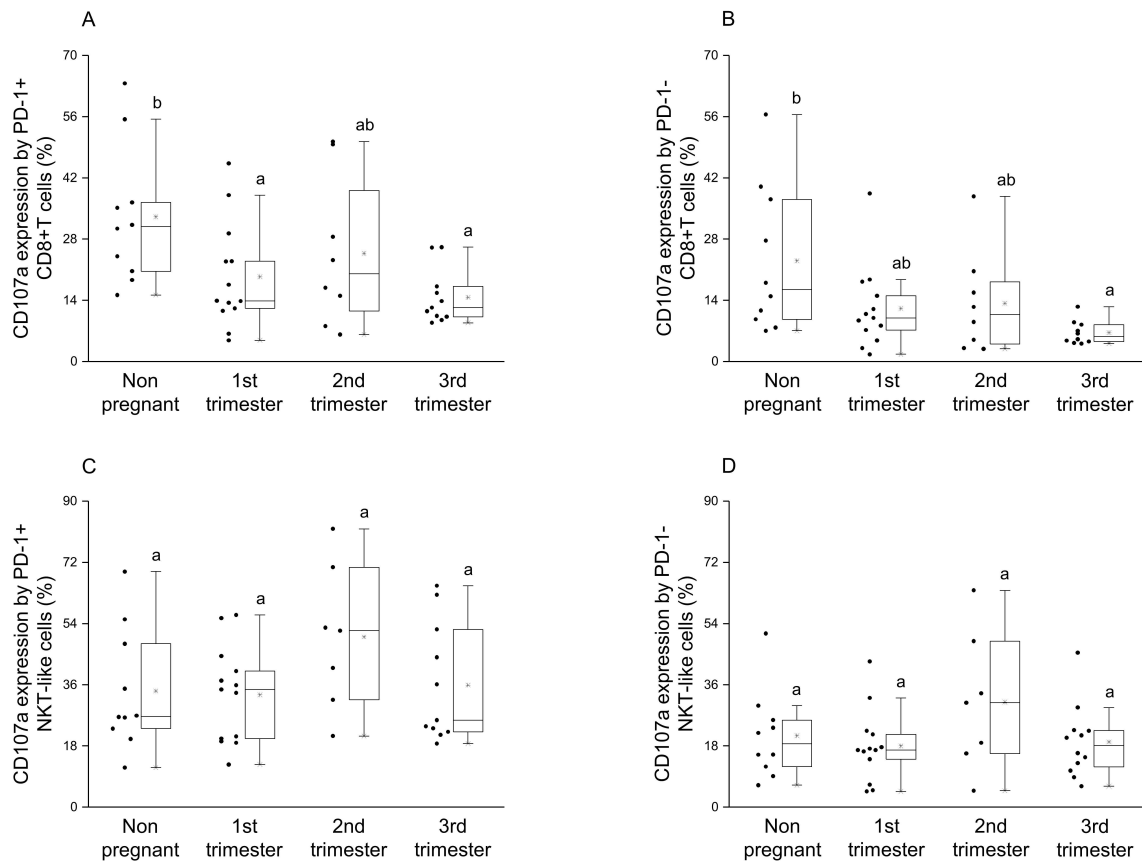 A
CD107a expression by PD-1+
CD8+T cells (%)
70
56
42
28
14
0
b
a
ab
a
Non
pregnant
1st
trimester
2nd
trimester
3rd
trimester
B
CD107a expression by PD-1-
CD8+T cells (%)
70
56
42
28
14
0
b
ab
ab
a
Non
pregnant
1st
trimester
2nd
trimester
3rd
trimester
C
CD107a expression by PD-1+
NKT-like cells (%)
90
72
54
36
18
0
a
a
a
a
Non
pregnant
1st
trimester
2nd
trimester
3rd
trimester
D
CD107a expression by PD-1-
NKT-like cells (%)
90
72
54
36
18
0
a
a
a
a
Non
pregnant
1st
trimester
2nd
trimester
3rd
trimester